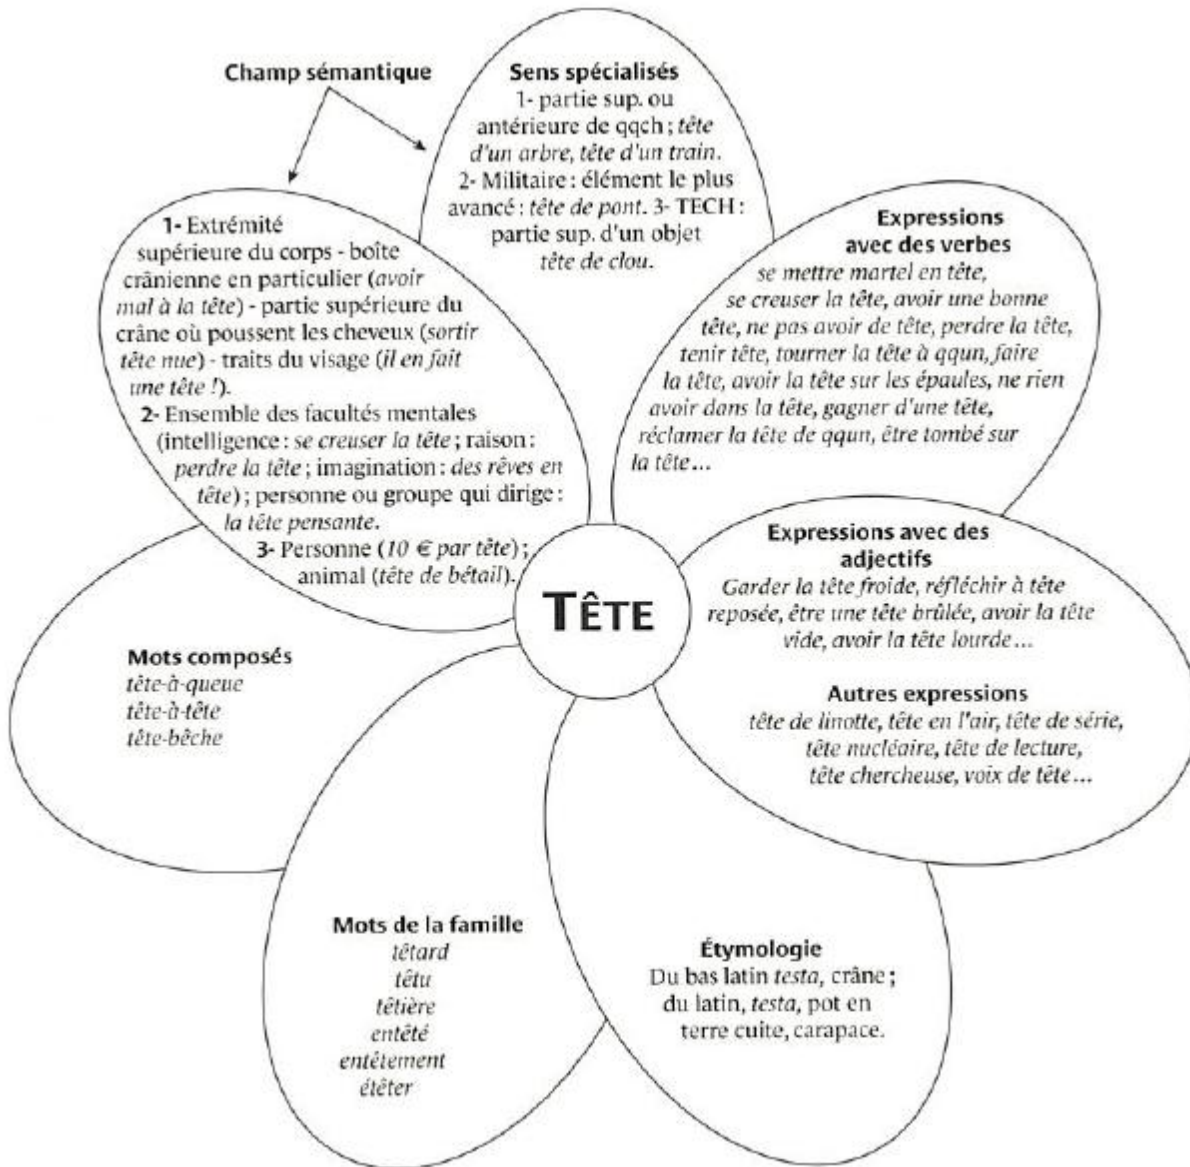 Champ sémantique
Sens spécialisés
1- partie sup. ou
antérieure de qqch ; tête
d'un arbre, tête d'un train.
2- Militaire : élément le plus
avancé : tête de pont. 3- TECH :
partie sup. d'un objet
tête de clou.
1- Extrémité
supérieure du corps - boîte
crânienne en particulier (avoir
mal à la tête) - partie supérieure du
crâne où poussent les cheveux (sortir
tête nue) - traits du visage (il en fait
une tête !).
2- Ensemble des facultés mentales
(intelligence : se creuser la tête ; raison :
perdre la tête ; imagination : des rêves en
tête) ; personne ou groupe qui dirige :
la tête pensante.
3- Personne (10 € par tête) ;
animal (tête de bétail).
Expressions
avec des verbes
se mettre martel en tête,
se creuser la tête, avoir une bonne
tête, ne pas avoir de tête, perdre la tête,
tenir tête, tourner la tête à qqun, faire
la tête, avoir la tête sur les épaules, ne rien
avoir dans la tête, gagner d'une tête,
réclamer la tête de qqun, être tombé sur
la tête...
Expressions avec des
adjectifs
Garder la tête froide, réfléchir à tête
reposée, être une tête brûlée, avoir la tête
vide, avoir la tête lourde...
Autres expressions
tête de linotte, tête en l'air, tête de série,
tête nucléaire, tête de lecture,
tête chercheuse, voix de tête...
TÊTE
Mots composés
tête-à-queue
tête-à-tête
tête-bêche
Mots de la famille
têtard
têtu
têtière
entêté
entêtement
étêter
Étymologie
Du bas latin testa, crâne ;
du latin, testa, pot en
terre cuite, carapace.